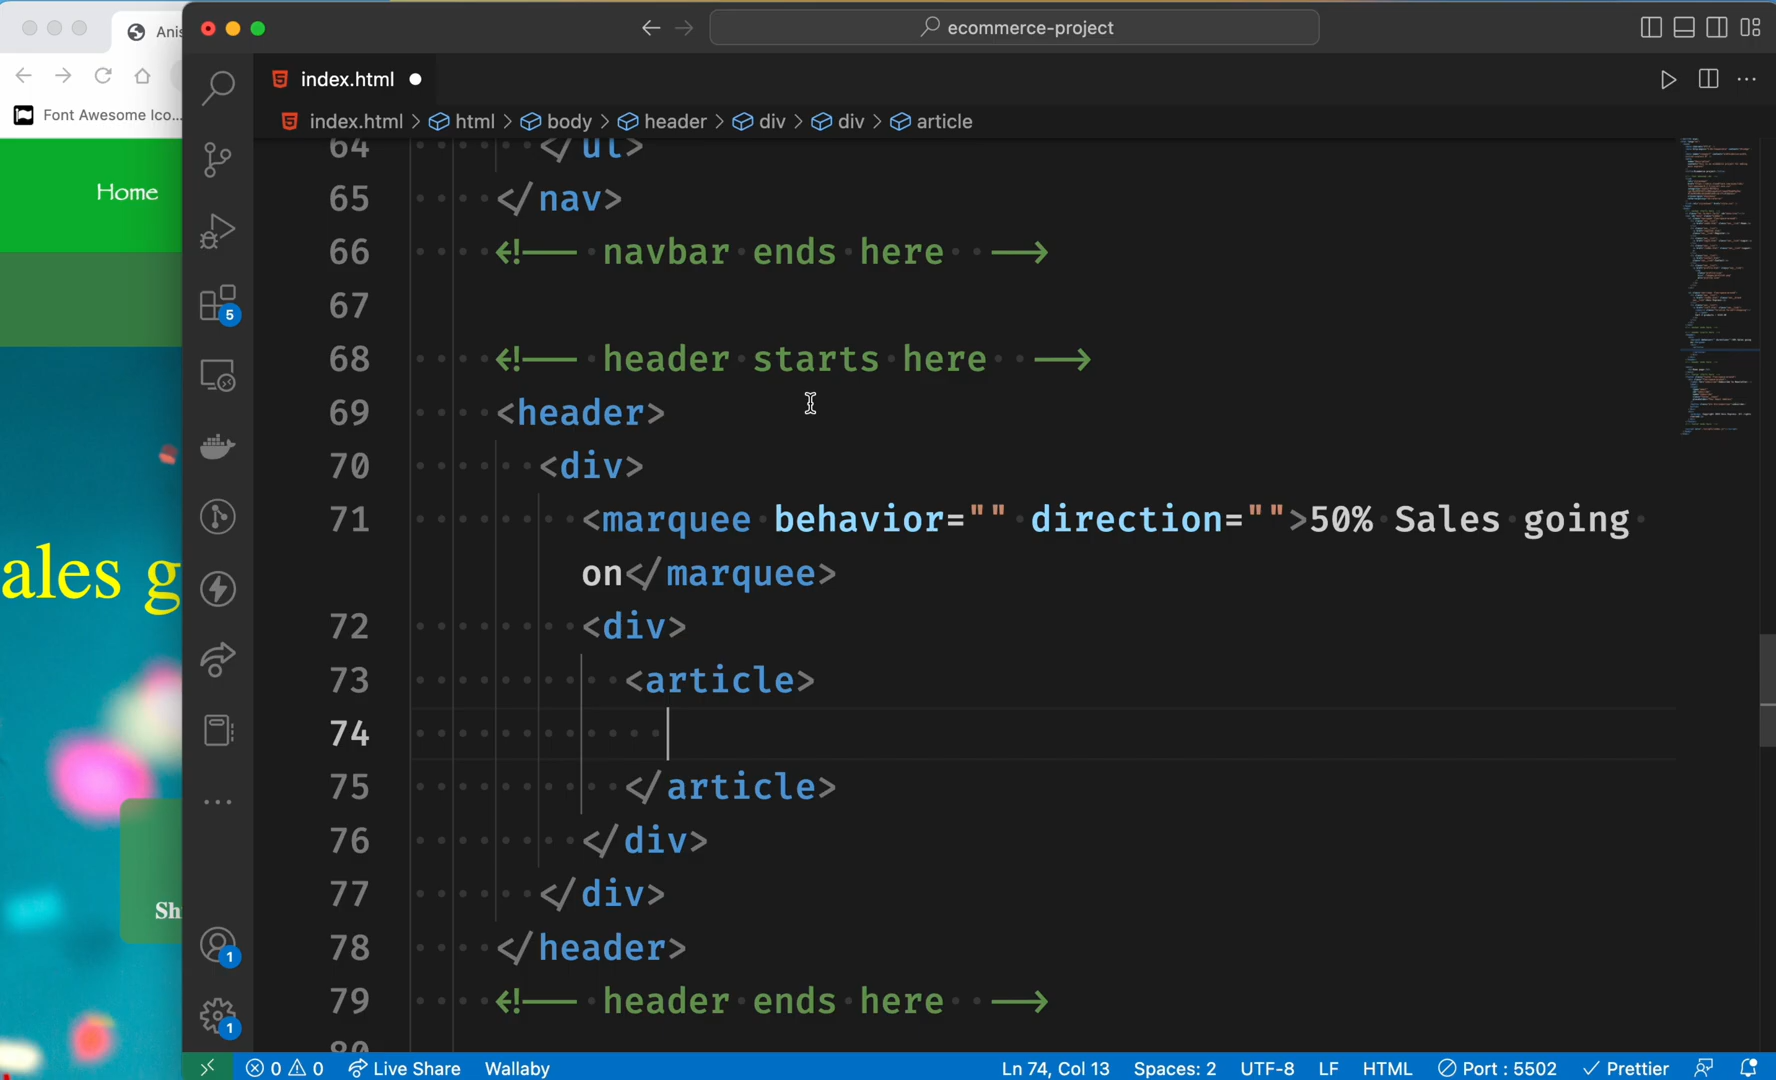 Anis
ecommerce-project
index.html
Font Awesome Ico...
index.html > html > body > header > div > div > article
Home
64 </ul>
65 </nav>
66 <!-- navbar ends here -->
67
68 <!-- header starts here -->
69 <header>
70 <div>
71 <marquee behavior="" direction="">50% Sales going
on</marquee>
72 <div>
73 <article>
74
75 </article>
76 </div>
77 </div>
78 </header>
79 <!-- header ends here -->
80
5
ales g
Sh
1
1
0 0 Live Share Wallaby Ln 74, Col 13 Spaces: 2 UTF-8 LF HTML Port : 5502 Prettier